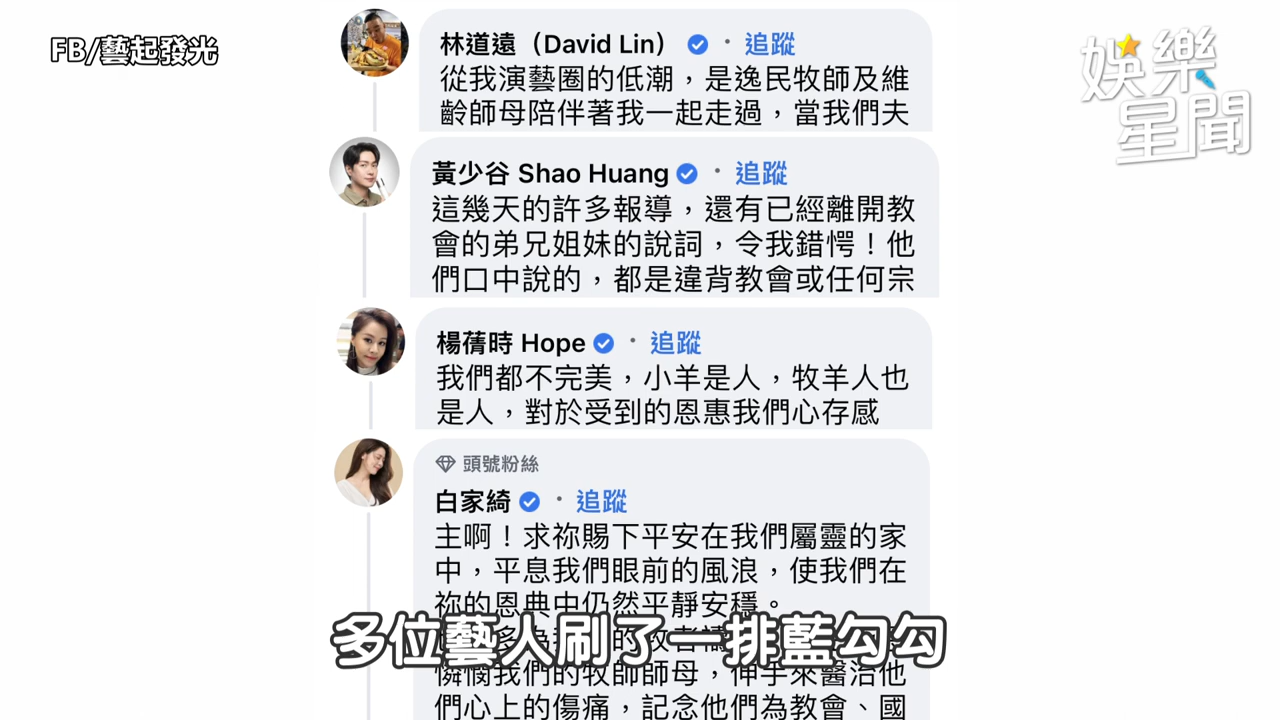 FB/藝起發光
娛樂
星聞
林道遠（David Lin） · 追蹤
從我演藝圈的低潮，是逸民牧師及維
齡師母陪伴著我一起走過，當我們夫
黃少谷 Shao Huang · 追蹤
這幾天的許多報導，還有已經離開教
會的弟兄姐妹的說詞，令我錯愕！他
們口中說的，都是違背教會或任何宗
楊蒨時 Hope · 追蹤
我們都不完美，小羊是人，牧羊人也
是人，對於受到的恩惠我們心存感
頭號粉絲
白家綺 · 追蹤
主啊！求祢賜下平安在我們屬靈的家
中，平息我們眼前的風浪，使我們在
祢的恩典中仍然平靜安穩。
多位藝人刷了一排藍勾勾
憐憫我們的牧師師母，伸手來醫治他
們心上的傷痛，記念他們為教會、國